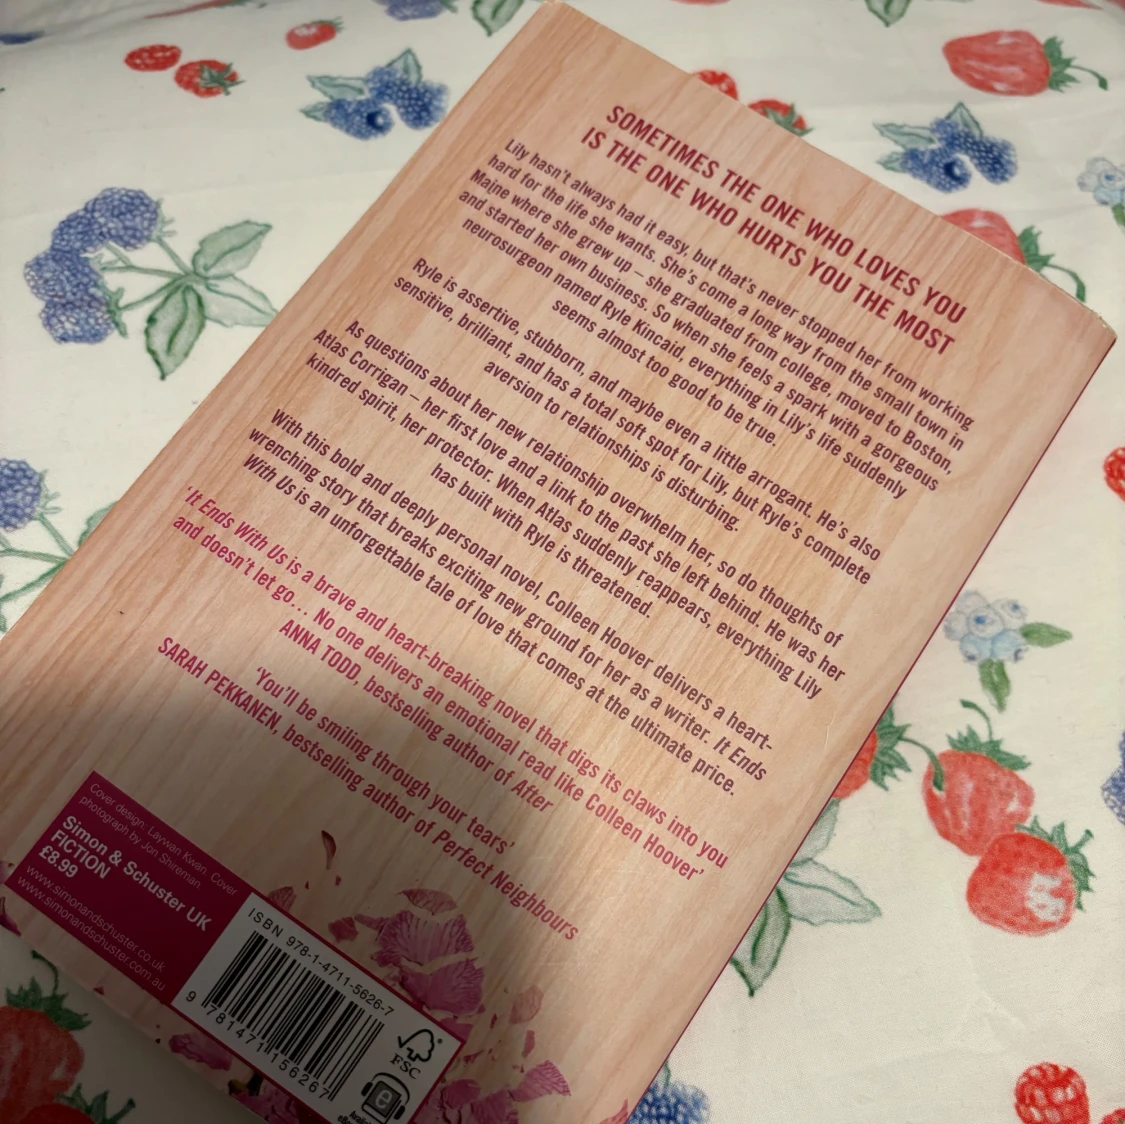 SOMETIMES THE ONE WHO LOVES YOU
IS THE ONE WHO HURTS YOU THE MOST
Lily hasn't always had it easy, but that's never stopped her from working
hard for the life she wants. She's come a long way from the small town in
Maine where she grew up – she graduated from college, moved to Boston,
and started her own business. So when she feels a spark with a gorgeous
neurosurgeon named Ryle Kincaid, everything in Lily's life suddenly
seems almost too good to be true.
Ryle is assertive, stubborn, and maybe even a little arrogant. He's also
sensitive, brilliant, and has a total soft spot for Lily, but Ryle's complete
aversion to relationships is disturbing.
As questions about her new relationship overwhelm her, so do thoughts of
Atlas Corrigan – her first love and a link to the past she left behind. He was her
kindred spirit, her protector. When Atlas suddenly reappears, everything Lily
has built with Ryle is threatened.
With this bold and deeply personal novel, Colleen Hoover delivers a heart-
wrenching story that breaks exciting new ground for her as a writer. It Ends
With Us is an unforgettable tale of love that comes at the ultimate price.
'It Ends With Us is a brave and heart-breaking novel that digs its claws into you
and doesn't let go... No one delivers an emotional read like Colleen Hoover'
ANNA TODD, bestselling author of After
'You'll be smiling through your tears'
SARAH PEKKANEN, bestselling author of Perfect Neighbours
Cover design: Laywan Kwan. Cover
photograph by Jon Shireman.
Simon & Schuster UK
FICTION
£8.99
www.simonandschuster.co.uk
www.simonandschuster.com.au
ISBN 978-1-4711-5626-7
9 781471 156267
FSC